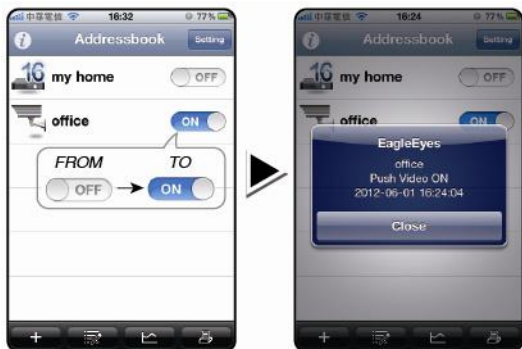 中華電信 16:32 77%
Addressbook Setting
16 my home OFF
office ON
FROM TO
OFF ON
中華電信 16:24 77%
Addressbook Setting
16 my home OFF
office ON
EagleEyes
office
Push Video ON
2012-06-01 16:24:04
Close